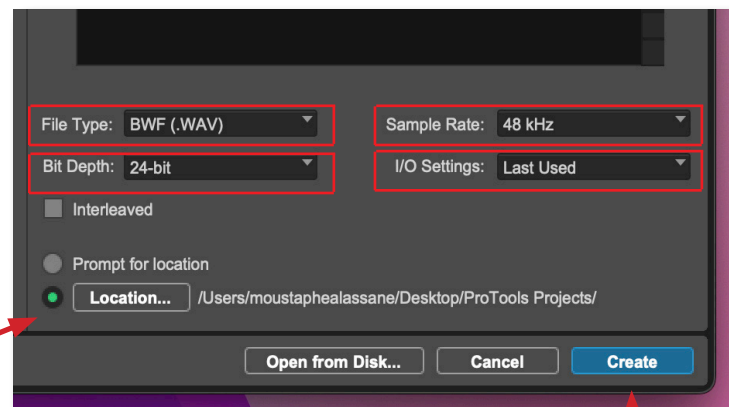 File Type: BWF (.WAV) Sample Rate: 48 kHz
Bit Depth: 24-bit I/O Settings: Last Used
Interleaved
Prompt for location
Location... /Users/moustaphealassane/Desktop/ProTools Projects/
Open from Disk... Cancel Create